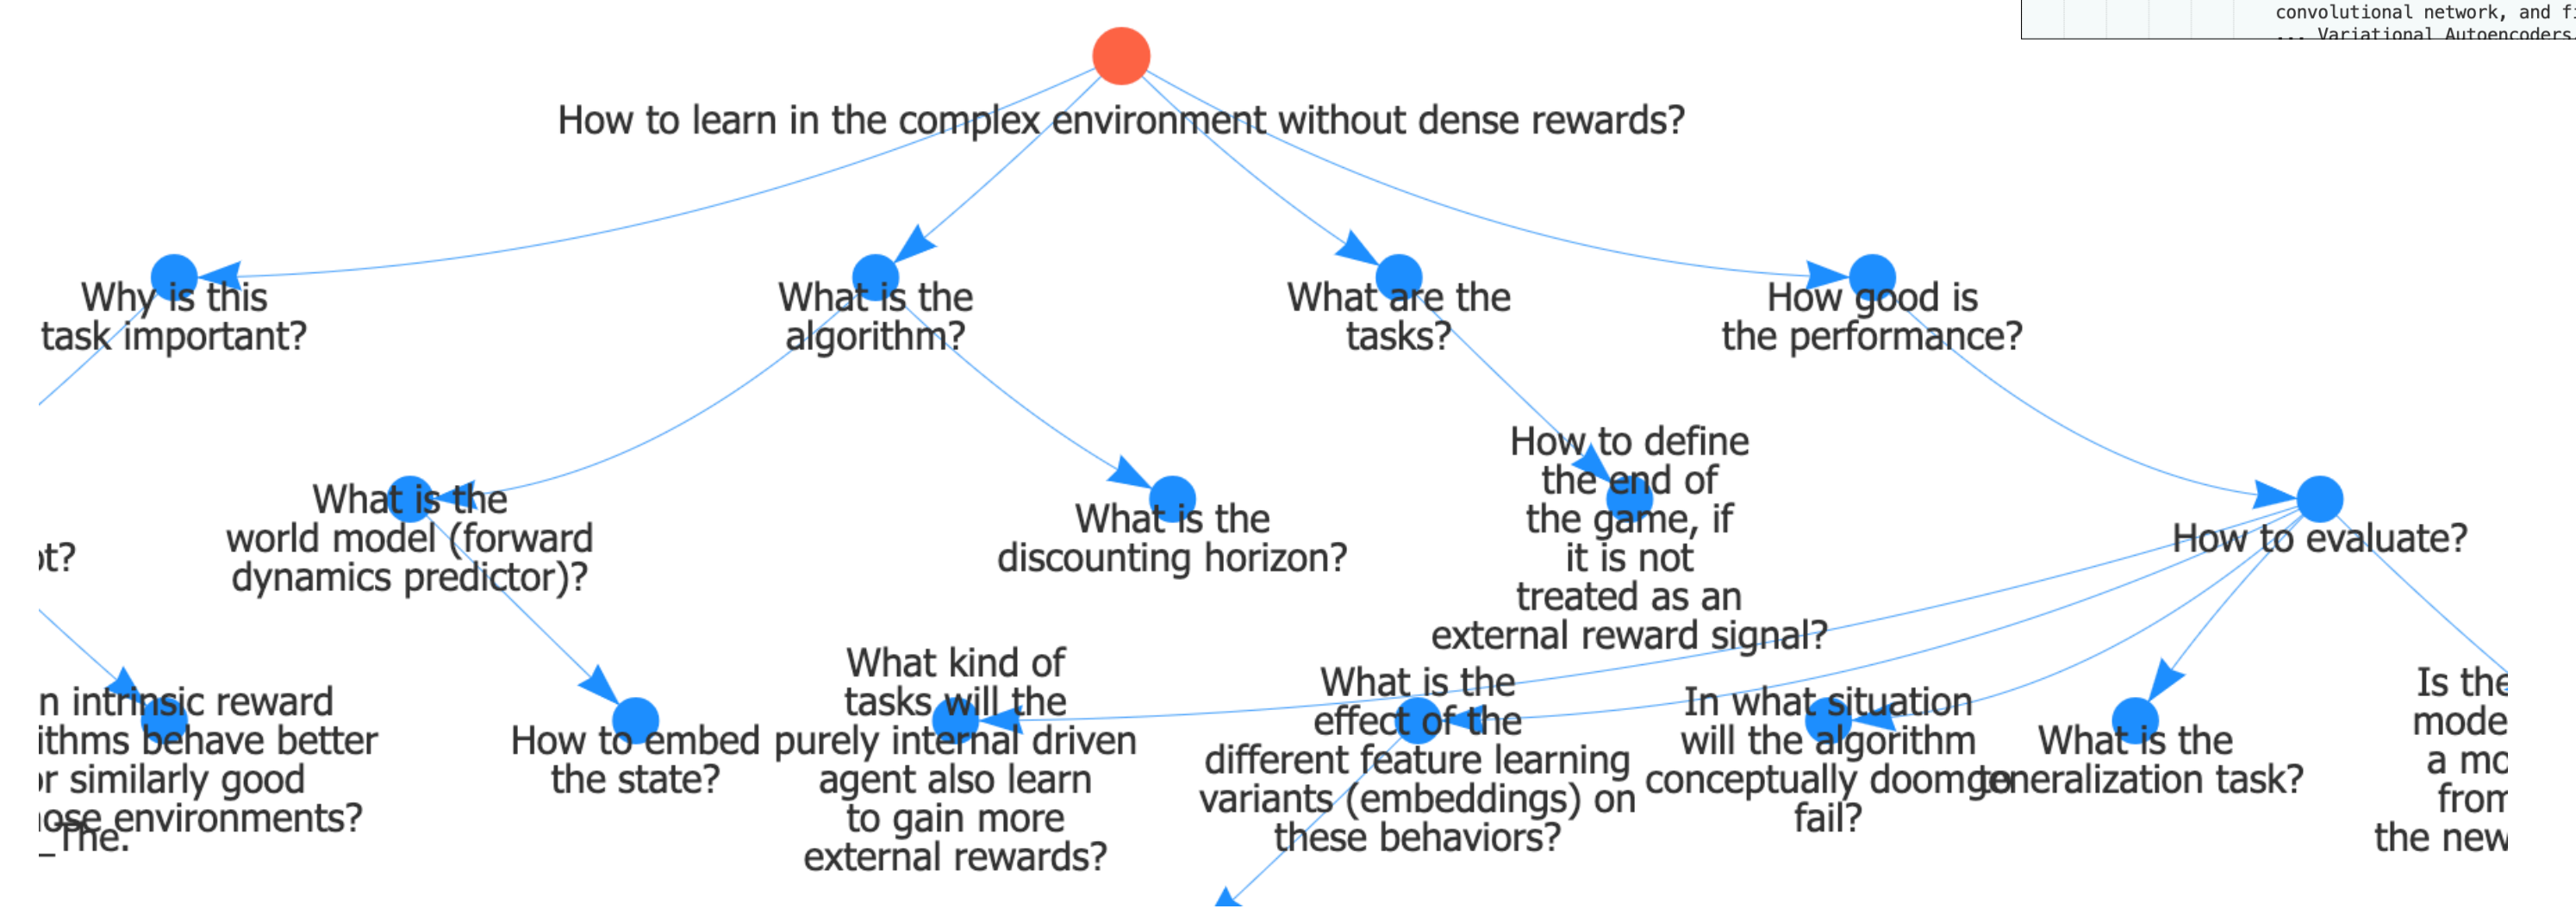 convolutional network, and
... Variational Autoencoders
How to learn in the complex environment without dense rewards?
Why is this
task important?
What is the
algorithm?
What are the
tasks?
How good is
the performance?
What is the
world model (forward
dynamics predictor)?
What is the
discounting horizon?
How to define
the end of
the game, if
it is not
treated as an
external reward signal?
How to evaluate?
intrinsic reward
behave better
similarly good
environments?
_The.
How to embed
the state?
What kind of
tasks will the
purely internal driven
agent also learn
to gain more
external rewards?
What is the
effect of the
different feature learning
variants (embeddings) on
these behaviors?
In what situation
will the algorithm
conceptually doom to
fail?
What is the
generalization task?
Is the
a
from
the new